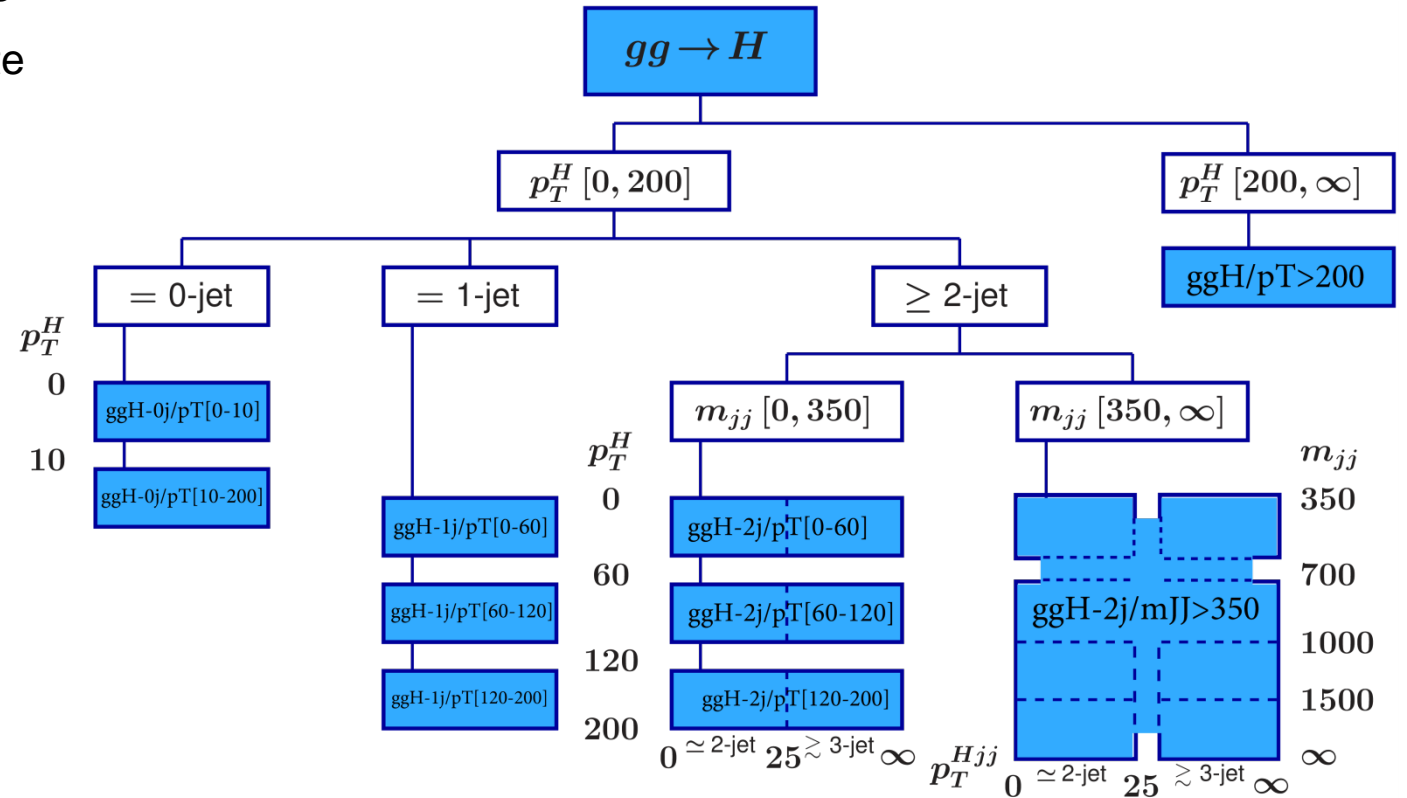 e
gg → H
p_T^H [0, 200]
p_T^H [200, ∞]
ggH/pT>200
= 0-jet
= 1-jet
≥ 2-jet
p_T^H
0
ggH-0j/pT[0-10]
10
ggH-0j/pT[10-200]
ggH-1j/pT[0-60]
ggH-1j/pT[60-120]
ggH-1j/pT[120-200]
m_jj [0, 350]
m_jj [350, ∞]
p_T^H
0
60
120
200
ggH-2j/pT[0-60]
ggH-2j/pT[60-120]
ggH-2j/pT[120-200]
0 ≃ 2-jet 25 ≳ 3-jet ∞
m_jj
350
700
1000
1500
∞
ggH-2j/mJJ>350
p_T^Hjj 0 ≃ 2-jet 25 ≳ 3-jet ∞